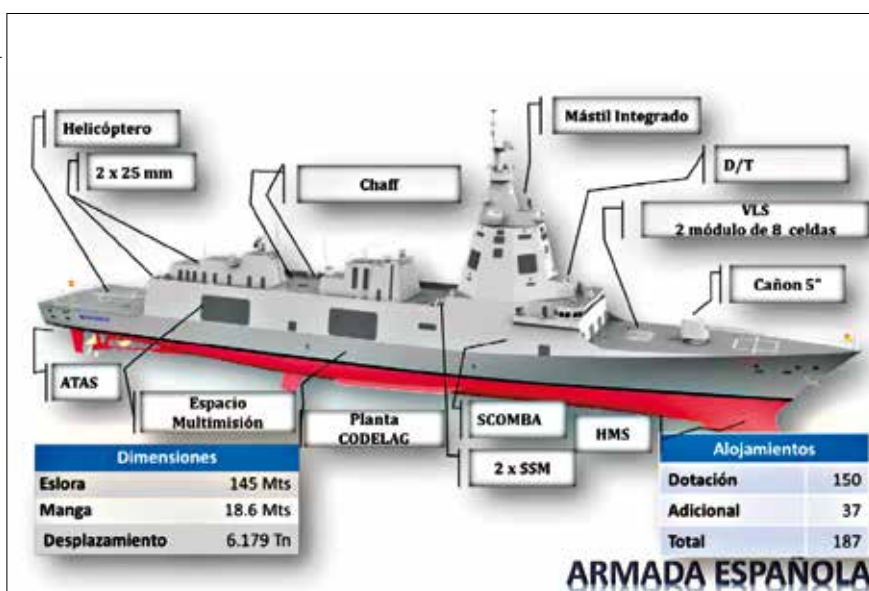 Helicóptero
2 x 25 mm
Chaff
Mástil Integrado
D/T
VLS
2 módulo de 8 celdas
Cañon 5"
ATAS
Espacio
Multimisión
Planta
CODELAG
SCOMBA
2 x SSM
HMS
Dimensiones
Eslora 145 Mts
Manga 18.6 Mts
Desplazamiento 6.179 Tn
Alojamientos
Dotación 150
Adicional 37
Total 187
ARMADA ESPAÑOLA